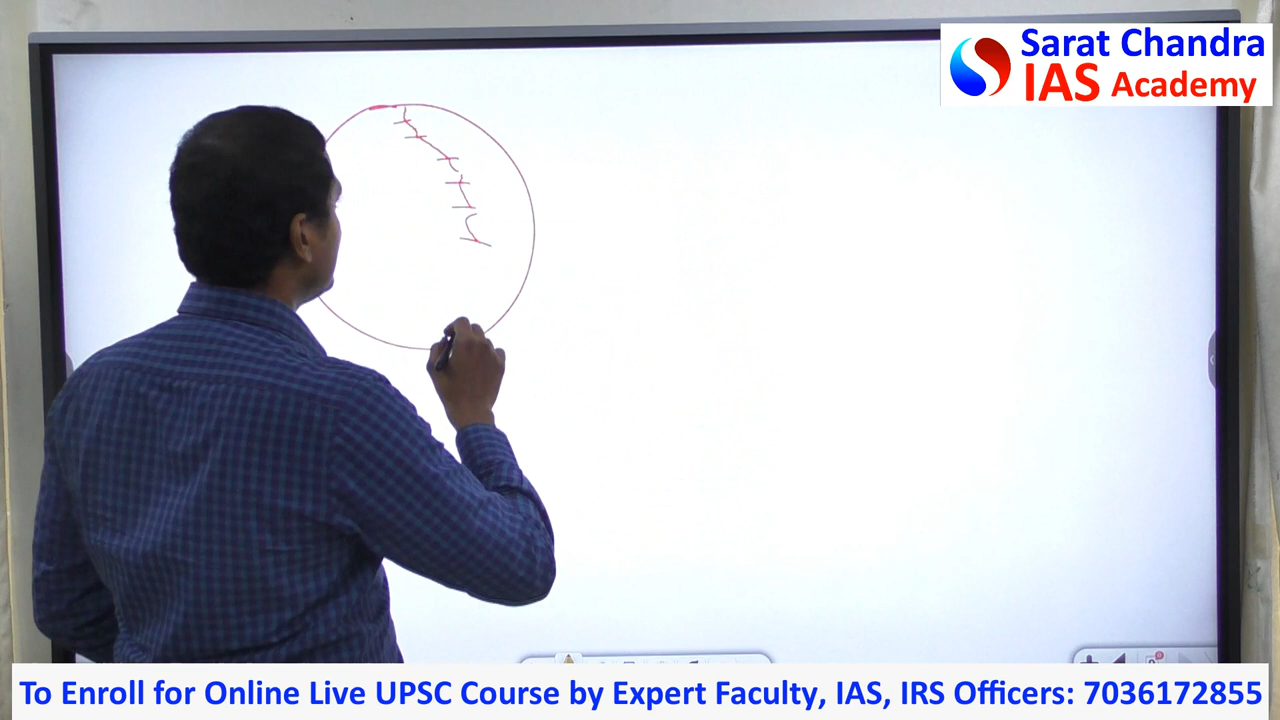 Sarat Chandra
IAS Academy
To Enroll for Online Live UPSC Course by Expert Faculty, IAS, IRS Officers: 7036172855